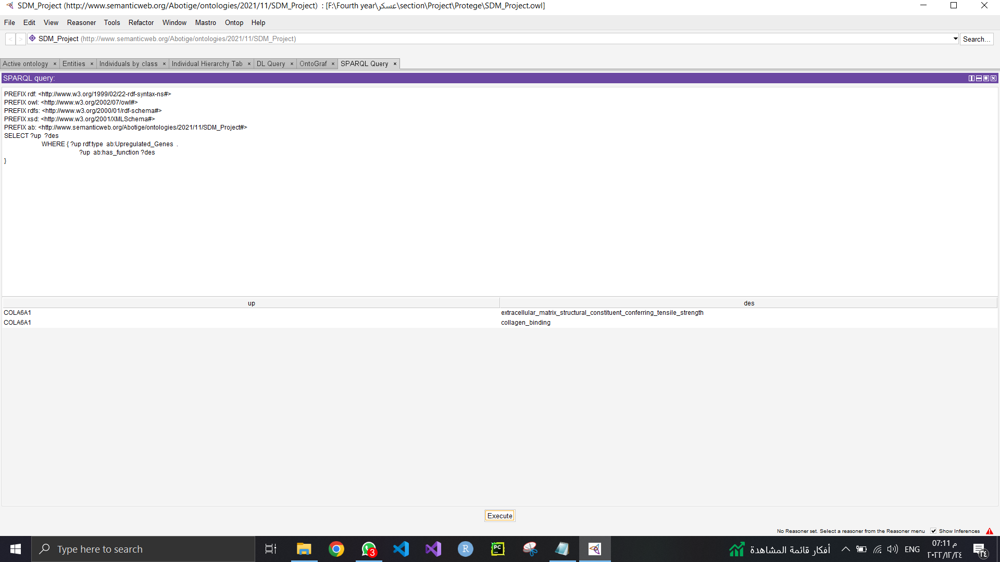 SDM_Project (http://www.semanticweb.org/Abotige/ontologies/2021/11/SDM_Project) : [F:\Fourth year\عسكر\section\Project\Protege\SDM_Project.owl]
File Edit View Reasoner Tools Refactor Window Mastro Ontop Help
< > SDM_Project (http://www.semanticweb.org/Abotige/ontologies/2021/11/SDM_Project) Search...
Active ontology × Entities × Individuals by class × Individual Hierarchy Tab × DL Query × OntoGraf × SPARQL Query ×
SPARQL query:
PREFIX rdf: <http://www.w3.org/1999/02/22-rdf-syntax-ns#>
PREFIX owl: <http://www.w3.org/2002/07/owl#>
PREFIX rdfs: <http://www.w3.org/2000/01/rdf-schema#>
PREFIX xsd: <http://www.w3.org/2001/XMLSchema#>
PREFIX ab: <http://www.semanticweb.org/Abotige/ontologies/2021/11/SDM_Project#>
SELECT ?up ?des
WHERE { ?up rdf:type ab:Upregulated_Genes .
?up ab:has_function ?des
}
up des
COLA6A1 extracellular_matrix_structural_constituent_conferring_tensile_strength
COLA6A1 collagen_binding
Execute
No Reasoner set. Select a reasoner from the Reasoner menu Show Inferences
Type here to search
3
R
PC
أفكار قائمة المشاهدة
ENG
07:11 م
٢٠٢٢/١٢/٢٤
٢٤